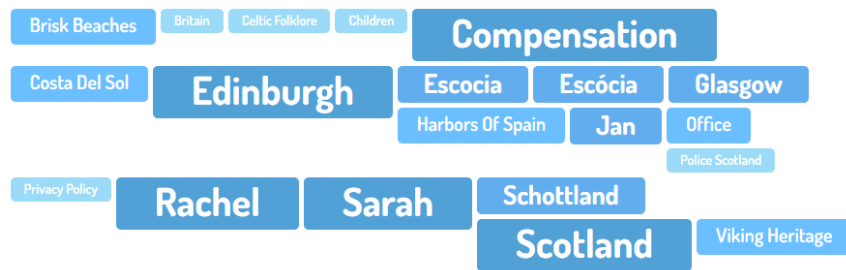 Brisk Beaches Britain Celtic Folklore Children Compensation
Costa Del Sol Edinburgh Escocia Escócia Glasgow
Harbors Of Spain Jan Office
Police Scotland
Privacy Policy Rachel Sarah Schottland
Scotland Viking Heritage